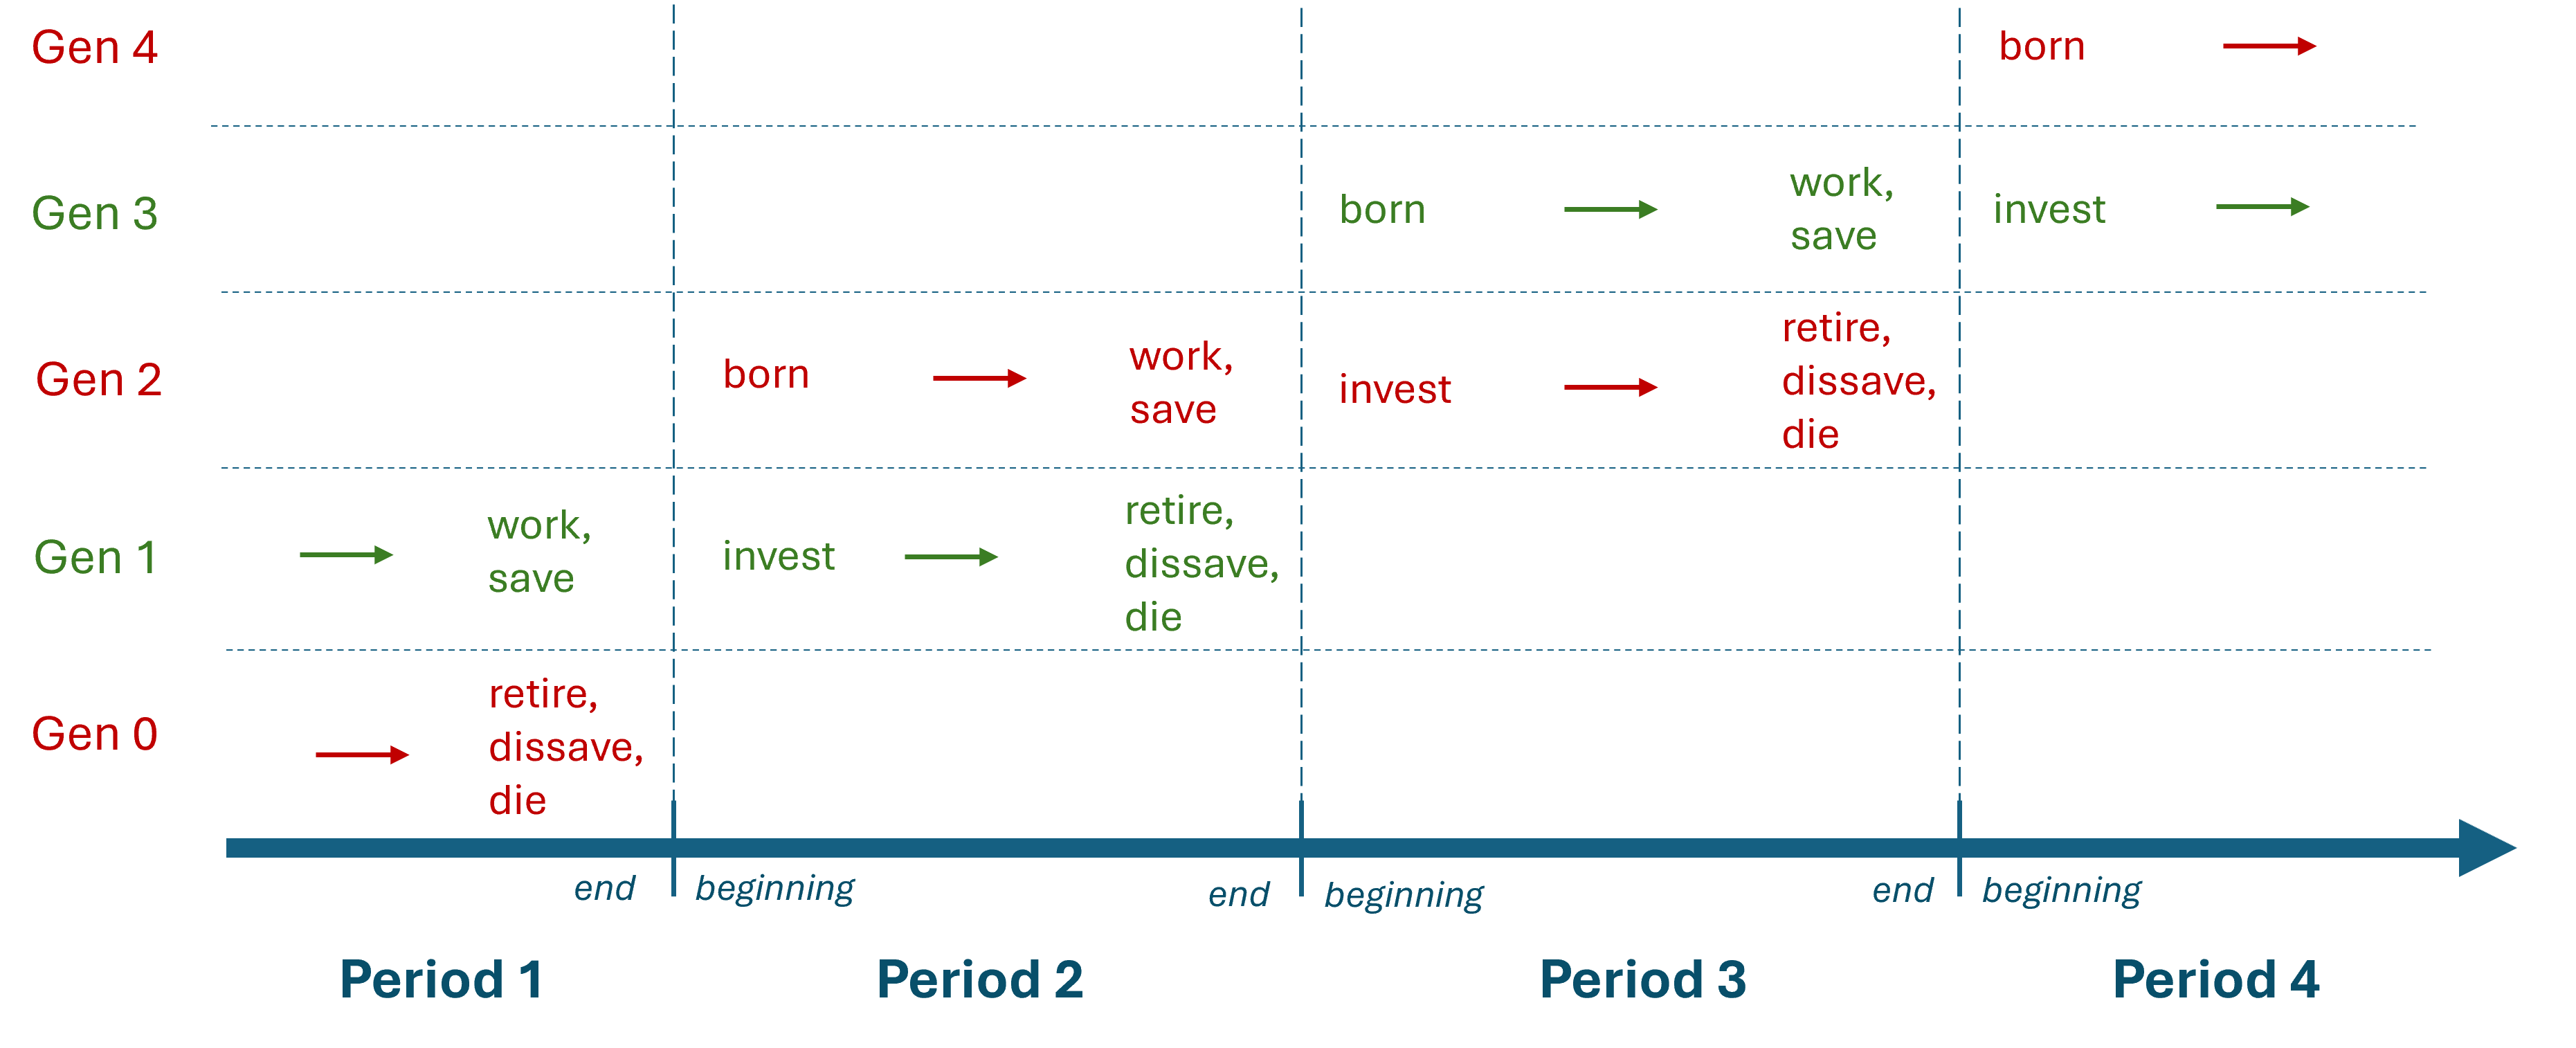 Gen 4
born
Gen 3
born
work,
save
invest
Gen 2
born
work,
save
invest
retire,
dissave,
die
Gen 1
work,
save
invest
retire,
dissave,
die
Gen 0
retire,
dissave,
die
end
beginning
end
beginning
end
beginning
Period 1
Period 2
Period 3
Period 4